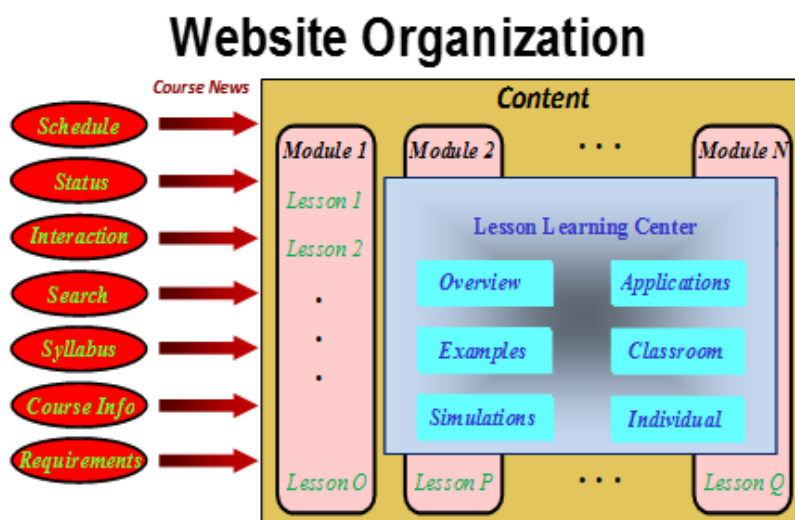 Website Organization
Course News
Content
Schedule
Status
Interaction
Search
Syllabus
Course Info
Requirements
Module 1
Lesson 1
Lesson 2
.
.
.
Lesson O
Module 2
Lesson P
. . .
. . .
Module N
Lesson Q
Lesson Learning Center
Overview
Applications
Examples
Classroom
Simulations
Individual